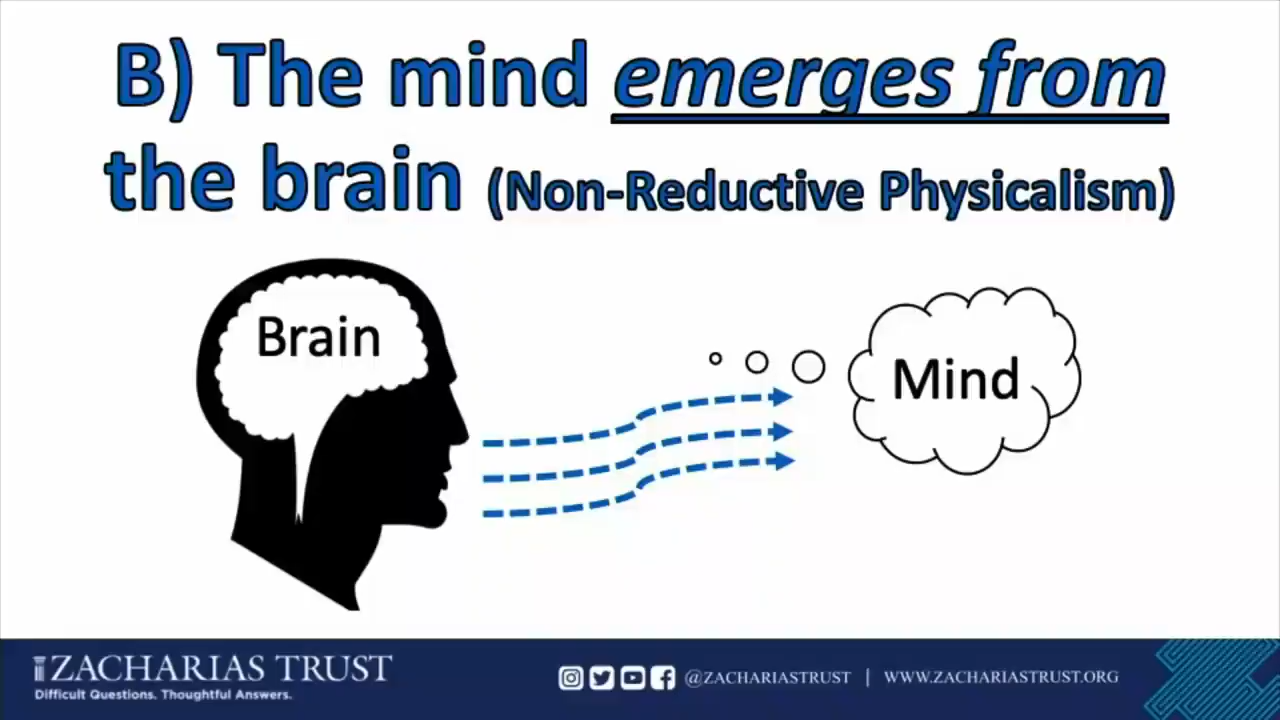 B) The mind emerges from
the brain (Non-Reductive Physicalism)
Brain
Mind
ZACHARIAS TRUST
Difficult Questions. Thoughtful Answers.
@ZACHARIASTRUST | WWW.ZACHARIASTRUST.ORG